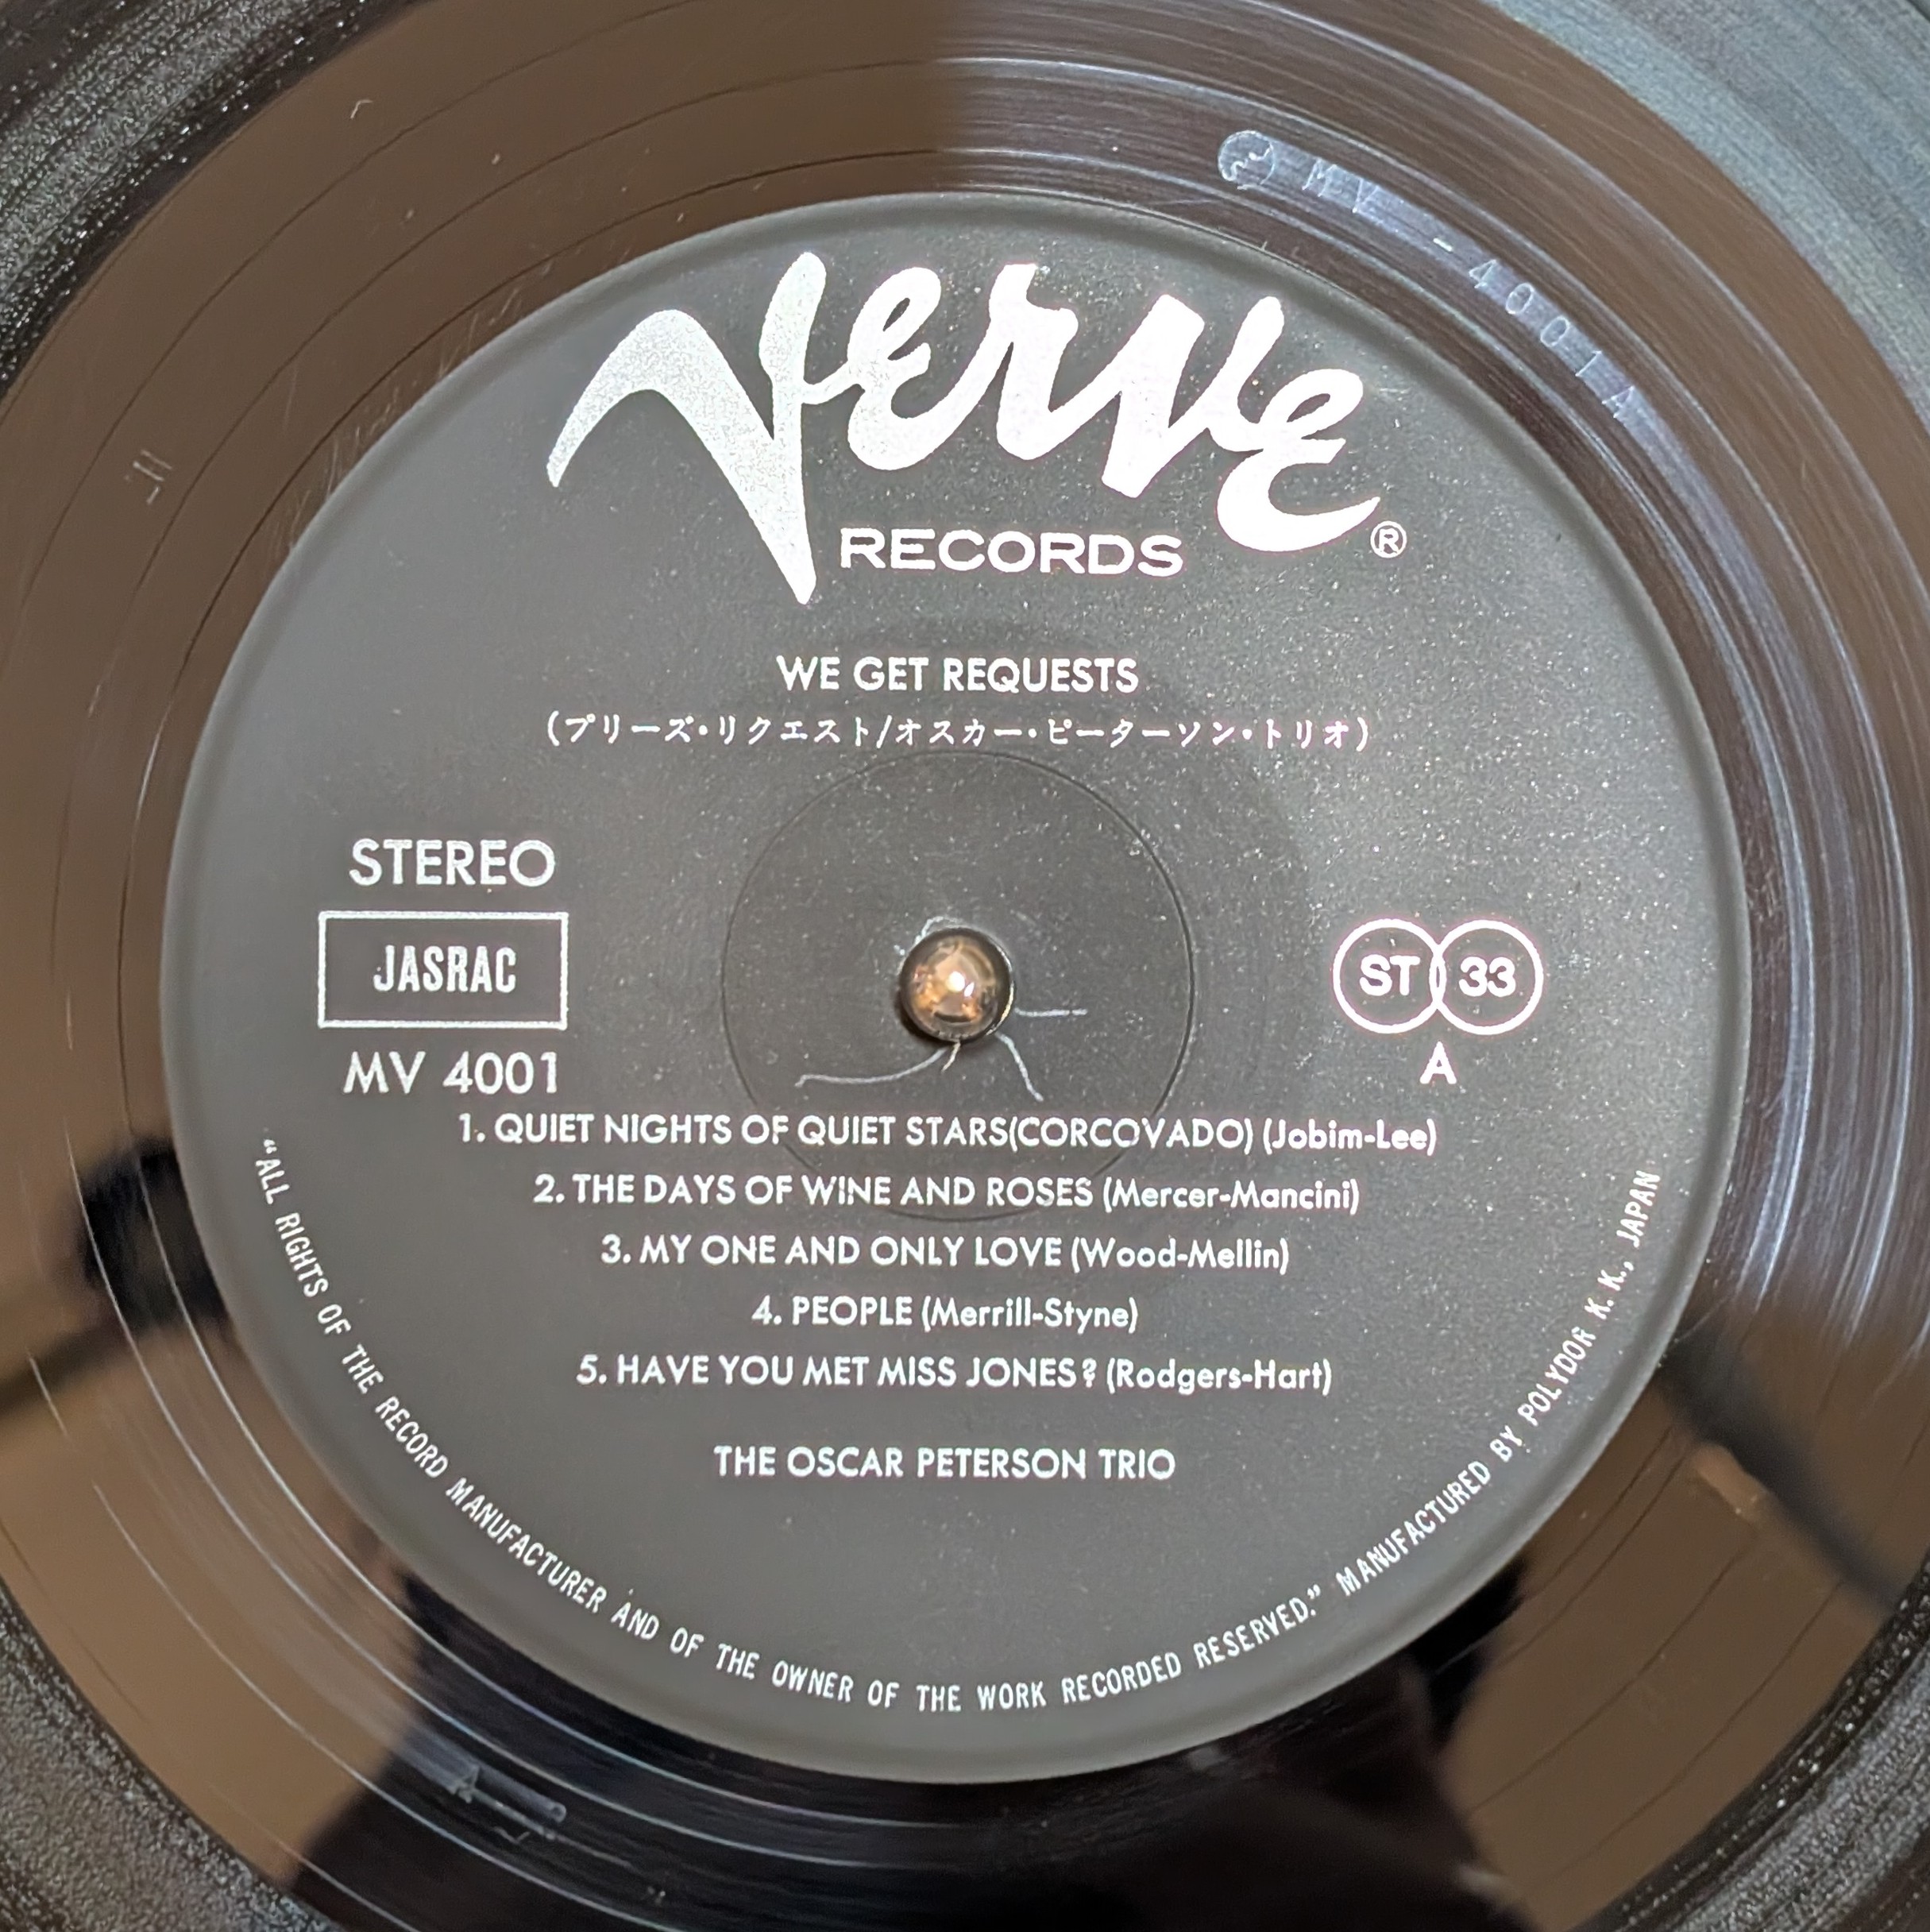 MV-4001A
Verve
RECORDS
®
WE GET REQUESTS
(プリーズ・リクエスト/オスカー・ピーターソン・トリオ)
STEREO
JASRAC
MV 4001
ST 33
A
1. QUIET NIGHTS OF QUIET STARS(CORCOVADO) (Jobim-Lee)
2. THE DAYS OF WINE AND ROSES (Mercer-Mancini)
3. MY ONE AND ONLY LOVE (Wood-Mellin)
4. PEOPLE (Merrill-Styne)
5. HAVE YOU MET MISS JONES? (Rodgers-Hart)
THE OSCAR PETERSON TRIO
"ALL RIGHTS OF THE RECORD MANUFACTURER AND OF THE OWNER OF THE WORK RECORDED RESERVED." MANUFACTURED BY POLYDOR K. K., JAPAN